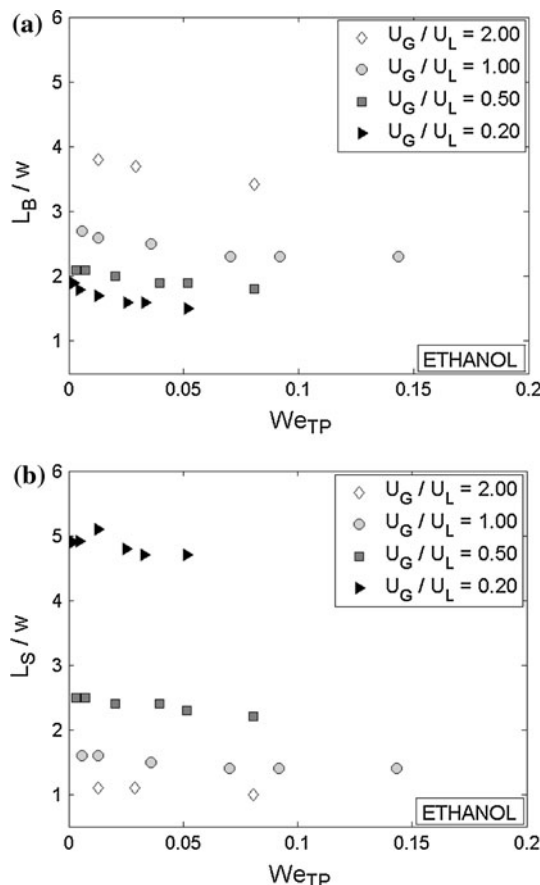 (a)
6
5
4
3
2
1
L_B / w
U_G / U_L = 2.00
U_G / U_L = 1.00
U_G / U_L = 0.50
U_G / U_L = 0.20
ETHANOL
0 0.05 0.1 0.15 0.2
We_TP
(b)
6
5
4
3
2
1
L_S / w
U_G / U_L = 2.00
U_G / U_L = 1.00
U_G / U_L = 0.50
U_G / U_L = 0.20
ETHANOL
0 0.05 0.1 0.15 0.2
We_TP